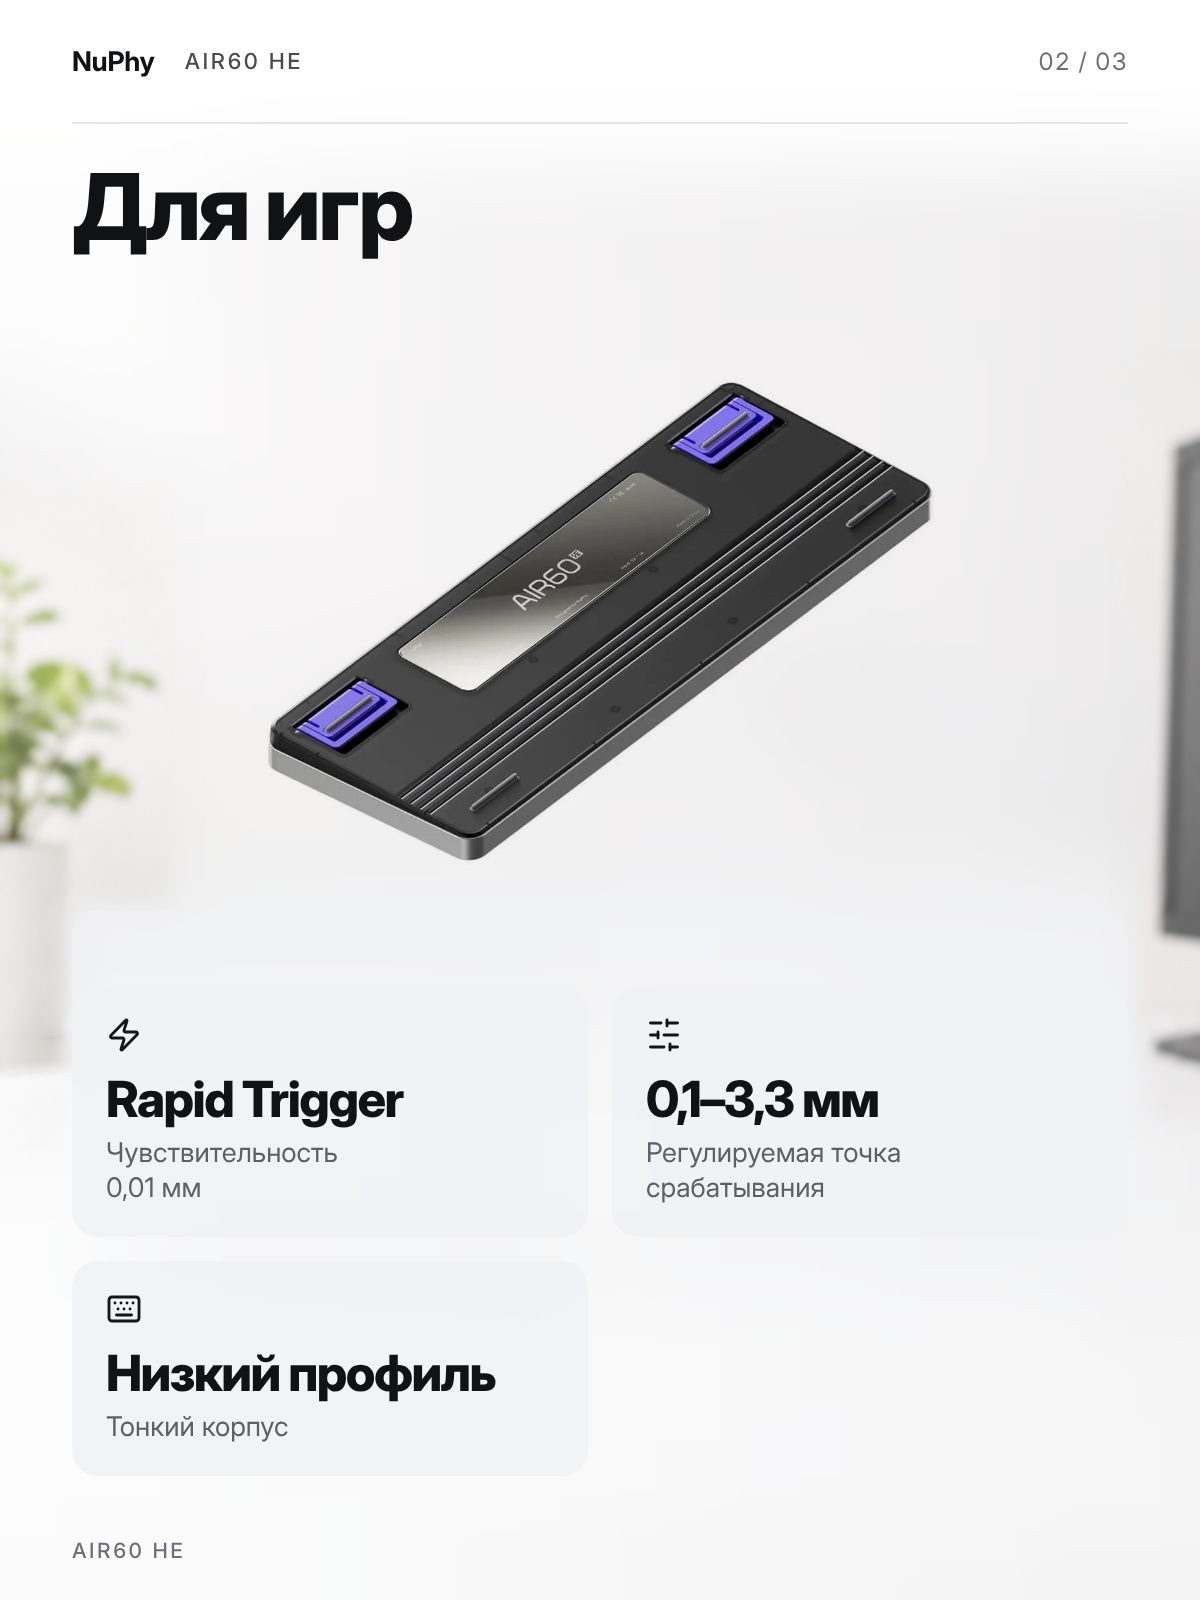 NuPhy AIR60 HE 02 / 03
Для игр
AIR60
Rapid Trigger
Чувствительность
0,01 мм
0,1–3,3 мм
Регулируемая точка
срабатывания
Низкий профиль
Тонкий корпус
AIR60 HE